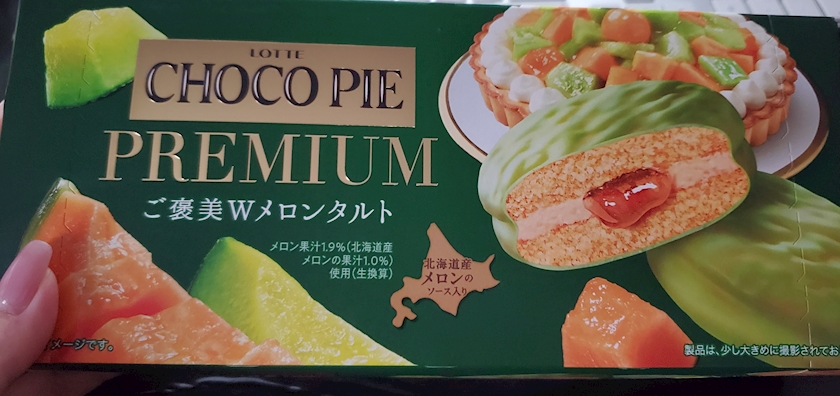 LOTTE
CHOCO PIE
PREMIUM
ご褒美Wメロンタルト
メロン果汁1.9%(北海道産
メロンの果汁1.0%)
使用(生換算)
北海道産
メロンの
ソース入り
メージです。
製品は、少し大きめに撮影されてお